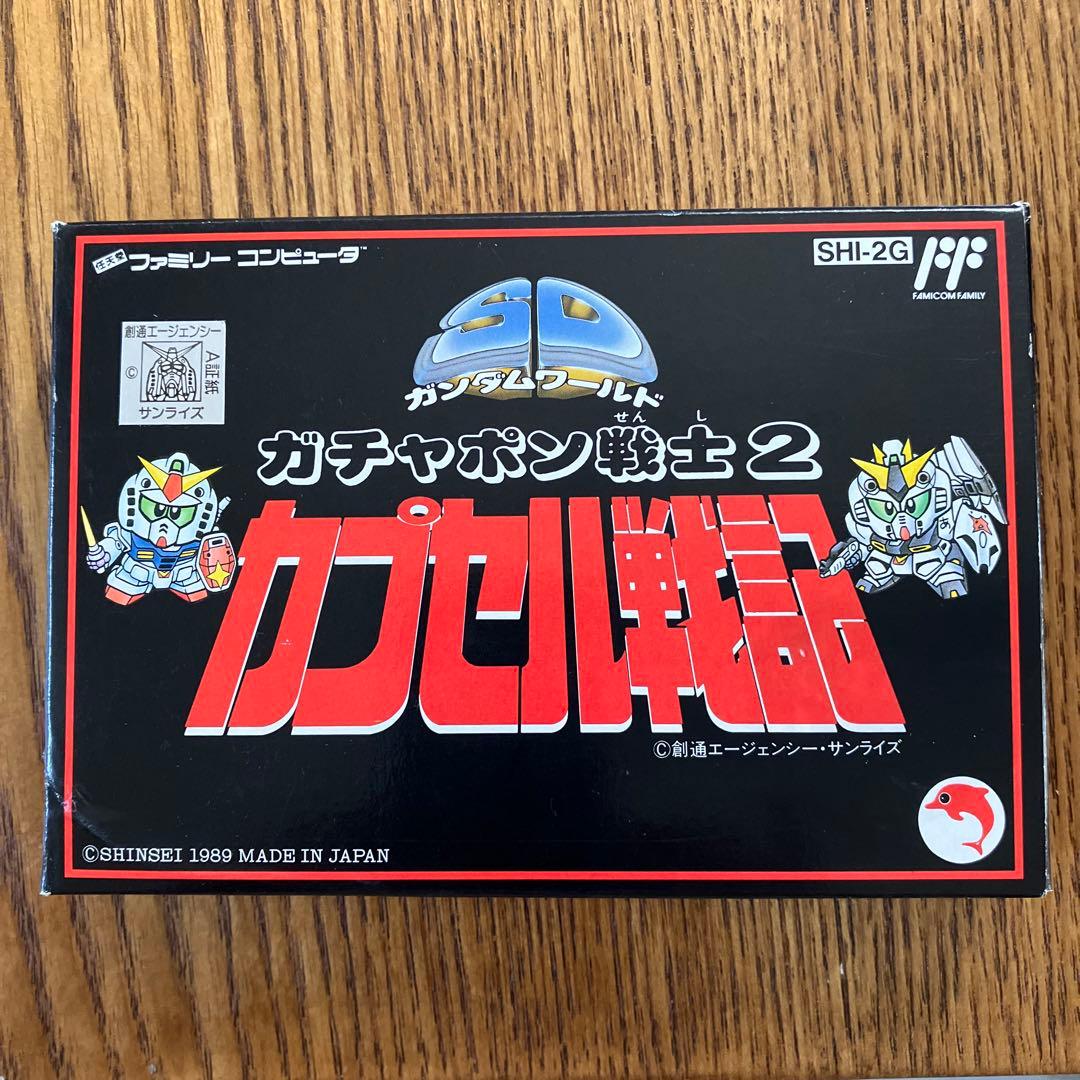 任天堂 ファミリー コンピュータ™
SHI-2G
FF
FAMICOM FAMILY
創通エージェンシー
A証紙
©
サンライズ
SD
ガンダムワールド
せんし
ガチャポン戦士2
カプセル戦記
©創通エージェンシー・サンライズ
©SHINSEI 1989 MADE IN JAPAN